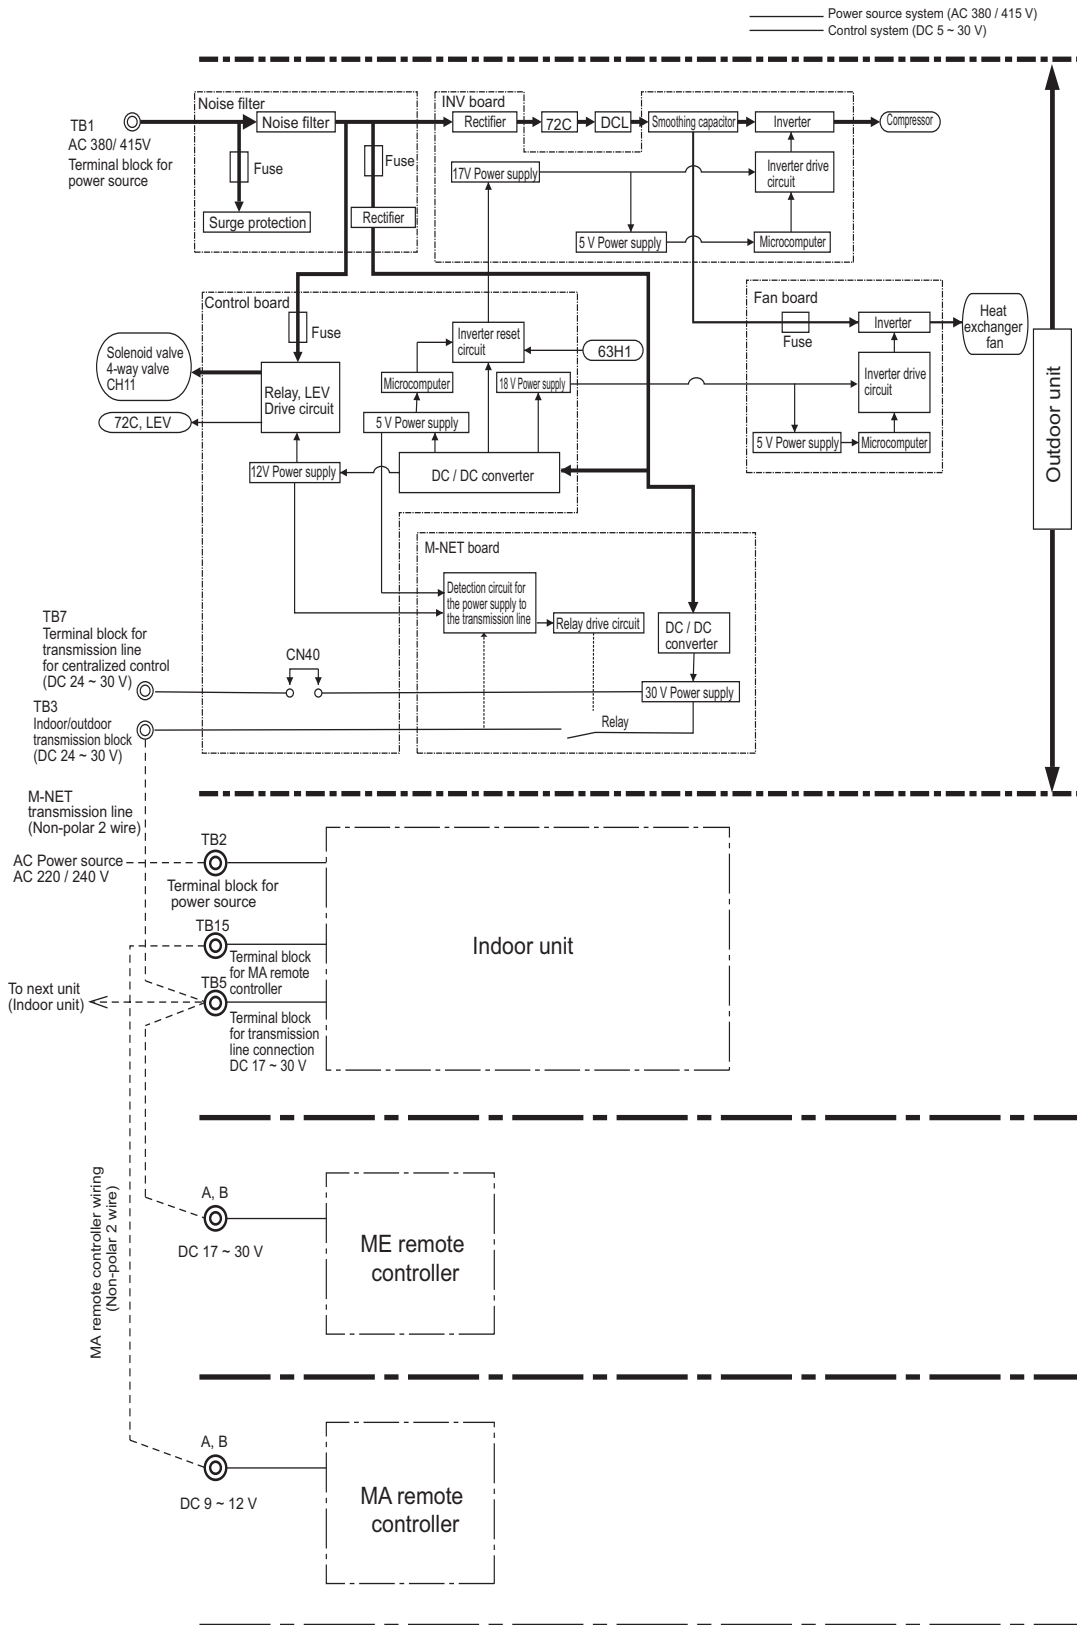 Power source system (AC 380 / 415 V)
Control system (DC 5 ~ 30 V)
Noise filter
INV board
TB1
AC 380/ 415V
Terminal block for
power source
Noise filter
Rectifier
72C
DCL
Smoothing capacitor
Inverter
Compressor
Fuse
Fuse
17V Power supply
Inverter drive
circuit
Surge protection
Rectifier
5 V Power supply
Microcomputer
Control board
Fan board
Fuse
Inverter reset
circuit
63H1
Fuse
Inverter
Heat
exchanger
fan
Solenoid valve
4-way valve
CH11
Relay, LEV
Drive circuit
Microcomputer
18 V Power supply
Inverter drive
circuit
72C, LEV
5 V Power supply
5 V Power supply
Microcomputer
12V Power supply
DC / DC converter
Outdoor unit
M-NET board
Detection circuit for
the power supply to
the transmission line
Relay drive circuit
DC / DC
converter
TB7
Terminal block for
transmission line
for centralized control
(DC 24 ~ 30 V)
CN40
30 V Power supply
TB3
Indoor/outdoor
transmission block
(DC 24 ~ 30 V)
Relay
M-NET
transmission line
(Non-polar 2 wire)
AC Power source
AC 220 / 240 V
TB2
Terminal block for
power source
TB15
Terminal block
for MA remote
controller
Indoor unit
To next unit
(Indoor unit)
TB5
Terminal block
for transmission
line connection
DC 17 ~ 30 V
MA remote controller wiring
(Non-polar 2 wire)
A, B
DC 17 ~ 30 V
ME remote
controller
A, B
DC 9 ~ 12 V
MA remote
controller